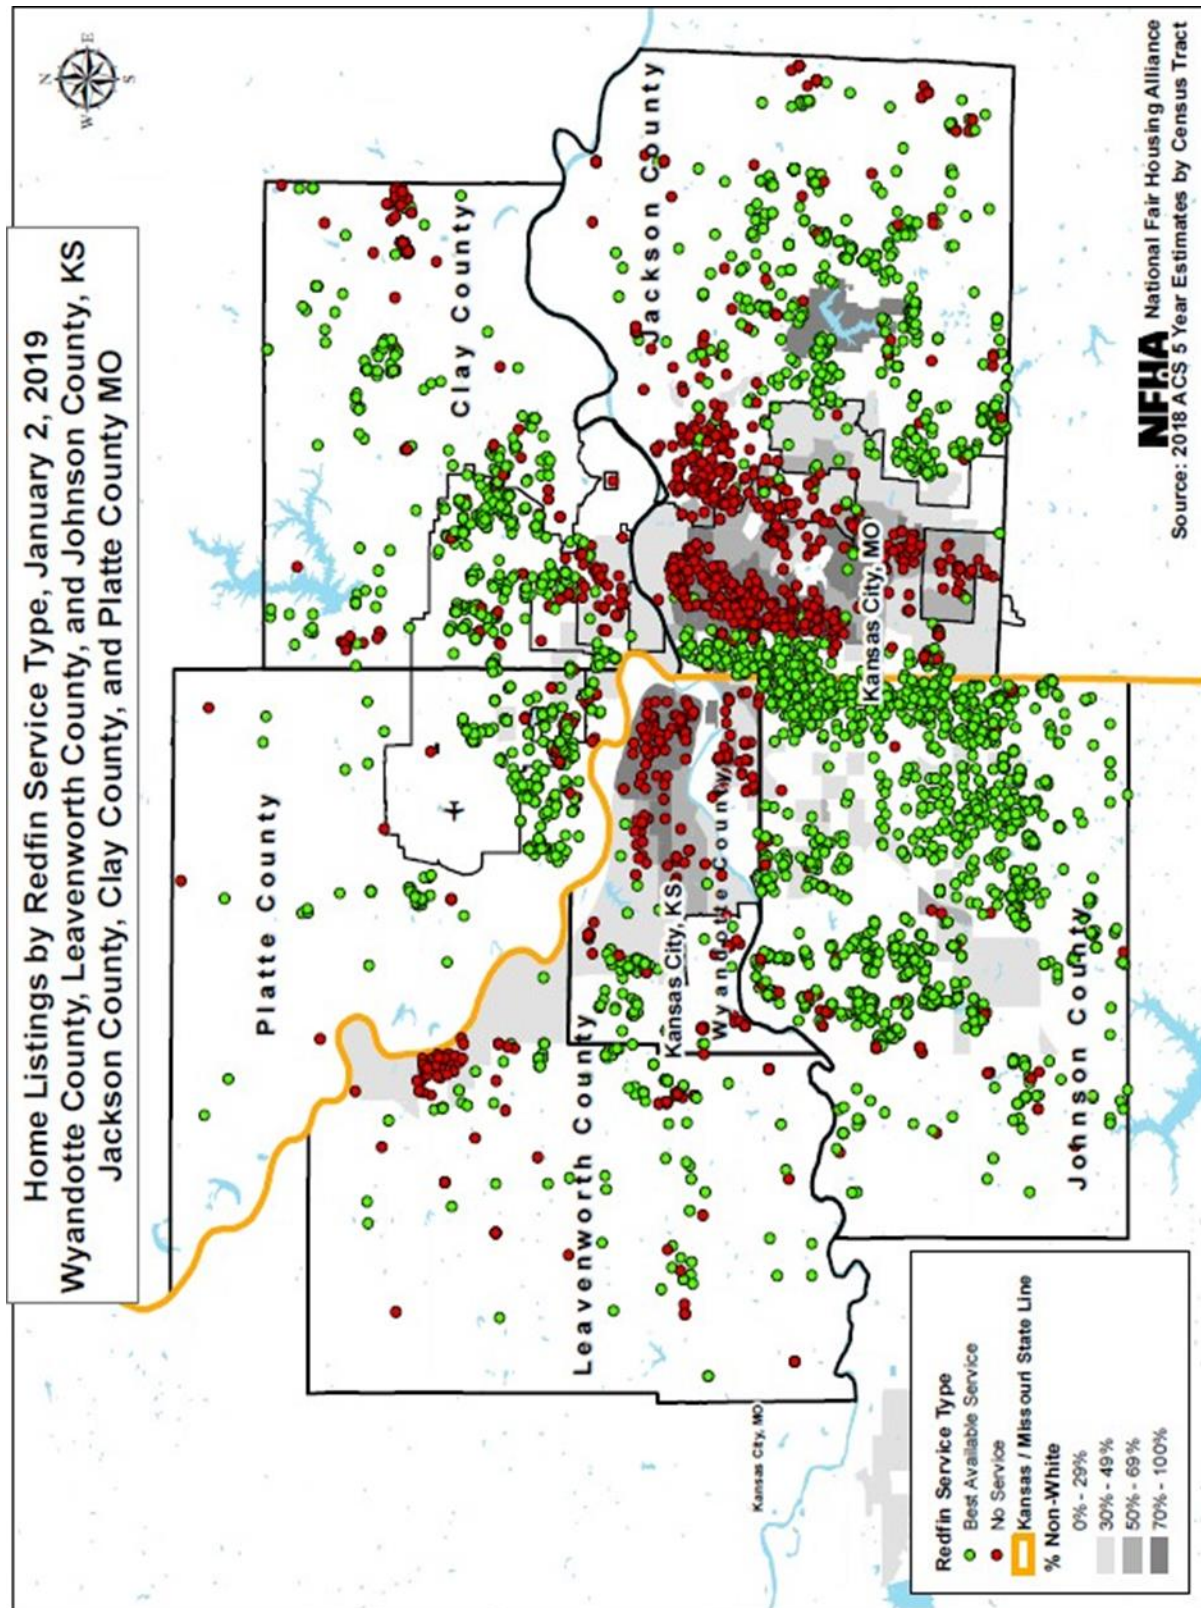 Home Listings by Redfin Service Type, January 2, 2019
Wyandotte County, Leavenworth County, and Johnson County, KS
Jackson County, Clay County, and Platte County MO
N
W
E
S
Platte County
Clay County
Jackson County
Leavenworth County
Kansas City, KS
Wyandotte County
Kansas City, MO
Johnson County
Kansas City, MO
Redfin Service Type
Best Available Service
No Service
Kansas / Missouri State Line
% Non-White
0% - 29%
30% - 49%
50% - 69%
70% - 100%
NFHA National Fair Housing Alliance
Source: 2018 ACS 5 Year Estimates by Census Tract